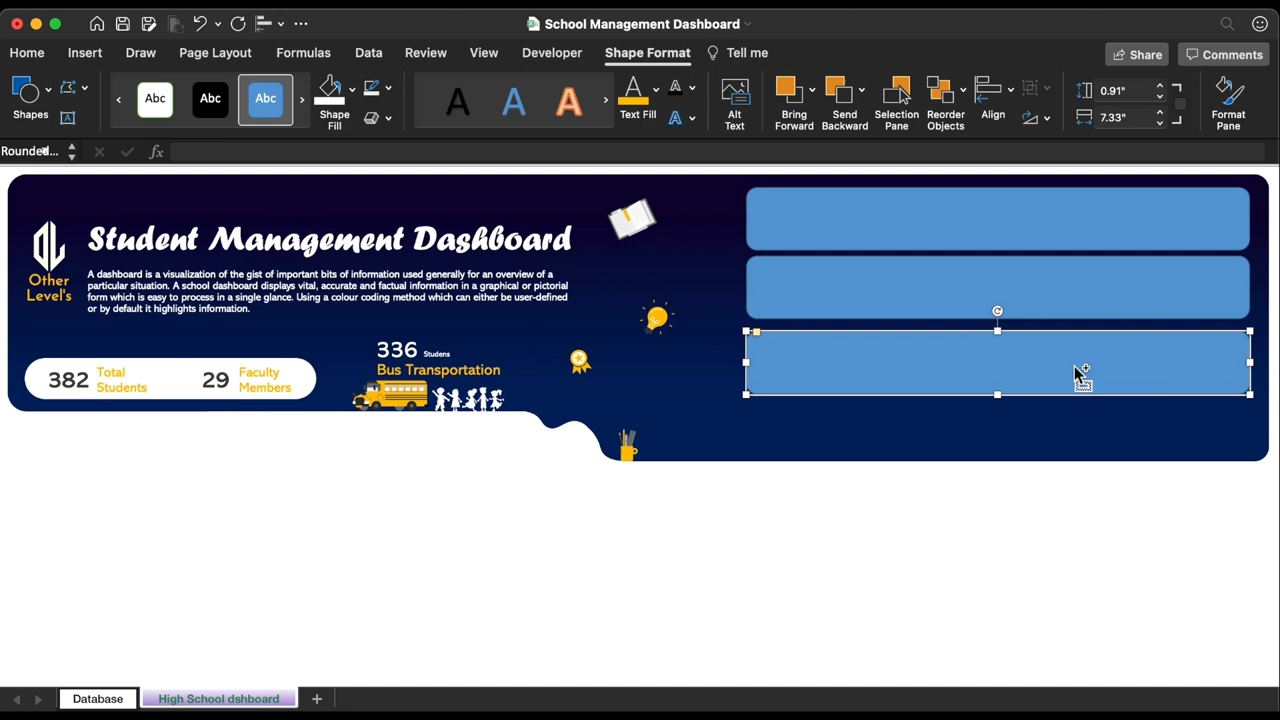 School Management Dashboard
Home Insert Draw Page Layout Formulas Data Review View Developer Shape Format Tell me Share Comments
Shapes
Abc Abc Abc
Shape
Fill
A A A
A
Text Fill
A
A
Alt
Text
Bring
Forward
Send
Backward
Selection
Pane
Reorder
Objects
Align
0.91"
7.33"
Format
Pane
Rounded... fx
Student Management Dashboard
Other
Level's
A dashboard is a visualization of the gist of important bits of information used generally for an overview of a
particular situation. A school dashboard displays vital, accurate and factual information in a graphical or pictorial
form which is easy to process in a single glance. Using a colour coding method which can either be user-defined
or by default it highlights information.
382 Total
Students
29 Faculty
Members
336 Studens
Bus Transportation
Database High School dshboard